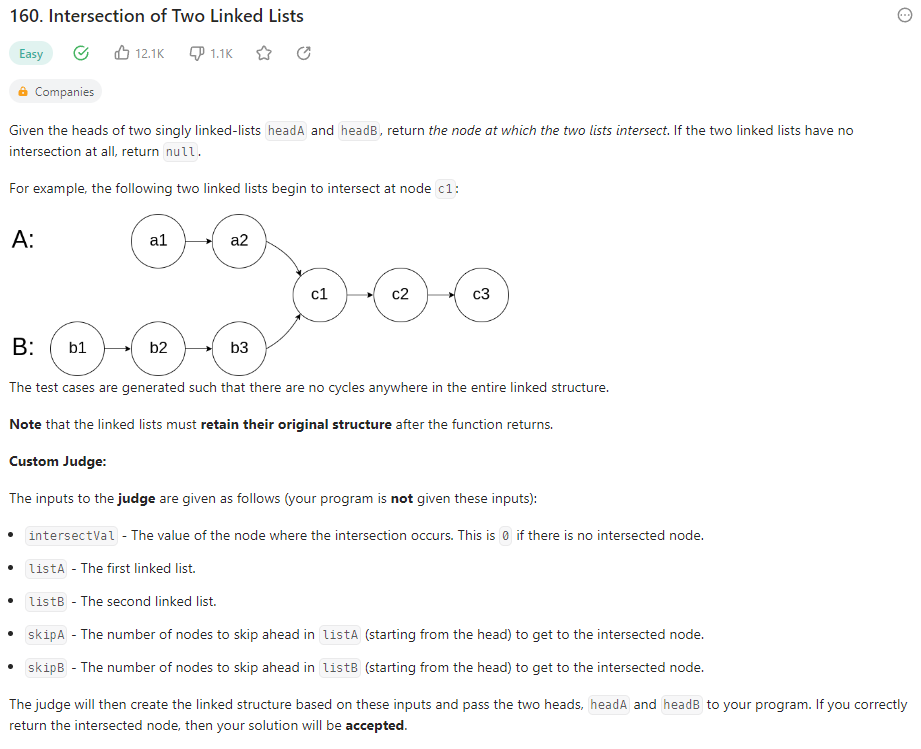 160. Intersection of Two Linked Lists
Easy 12.1K 1.1K
Companies
Given the heads of two singly linked-lists headA and headB, return the node at which the two lists intersect. If the two linked lists have no
intersection at all, return null.
For example, the following two linked lists begin to intersect at node c1:
A: a1 a2
c1 c2 c3
B: b1 b2 b3
The test cases are generated such that there are no cycles anywhere in the entire linked structure.
Note that the linked lists must retain their original structure after the function returns.
Custom Judge:
The inputs to the judge are given as follows (your program is not given these inputs):
• intersectVal - The value of the node where the intersection occurs. This is 0 if there is no intersected node.
• listA - The first linked list.
• listB - The second linked list.
• skipA - The number of nodes to skip ahead in listA (starting from the head) to get to the intersected node.
• skipB - The number of nodes to skip ahead in listB (starting from the head) to get to the intersected node.
The judge will then create the linked structure based on these inputs and pass the two heads, headA and headB to your program. If you correctly
return the intersected node, then your solution will be accepted.